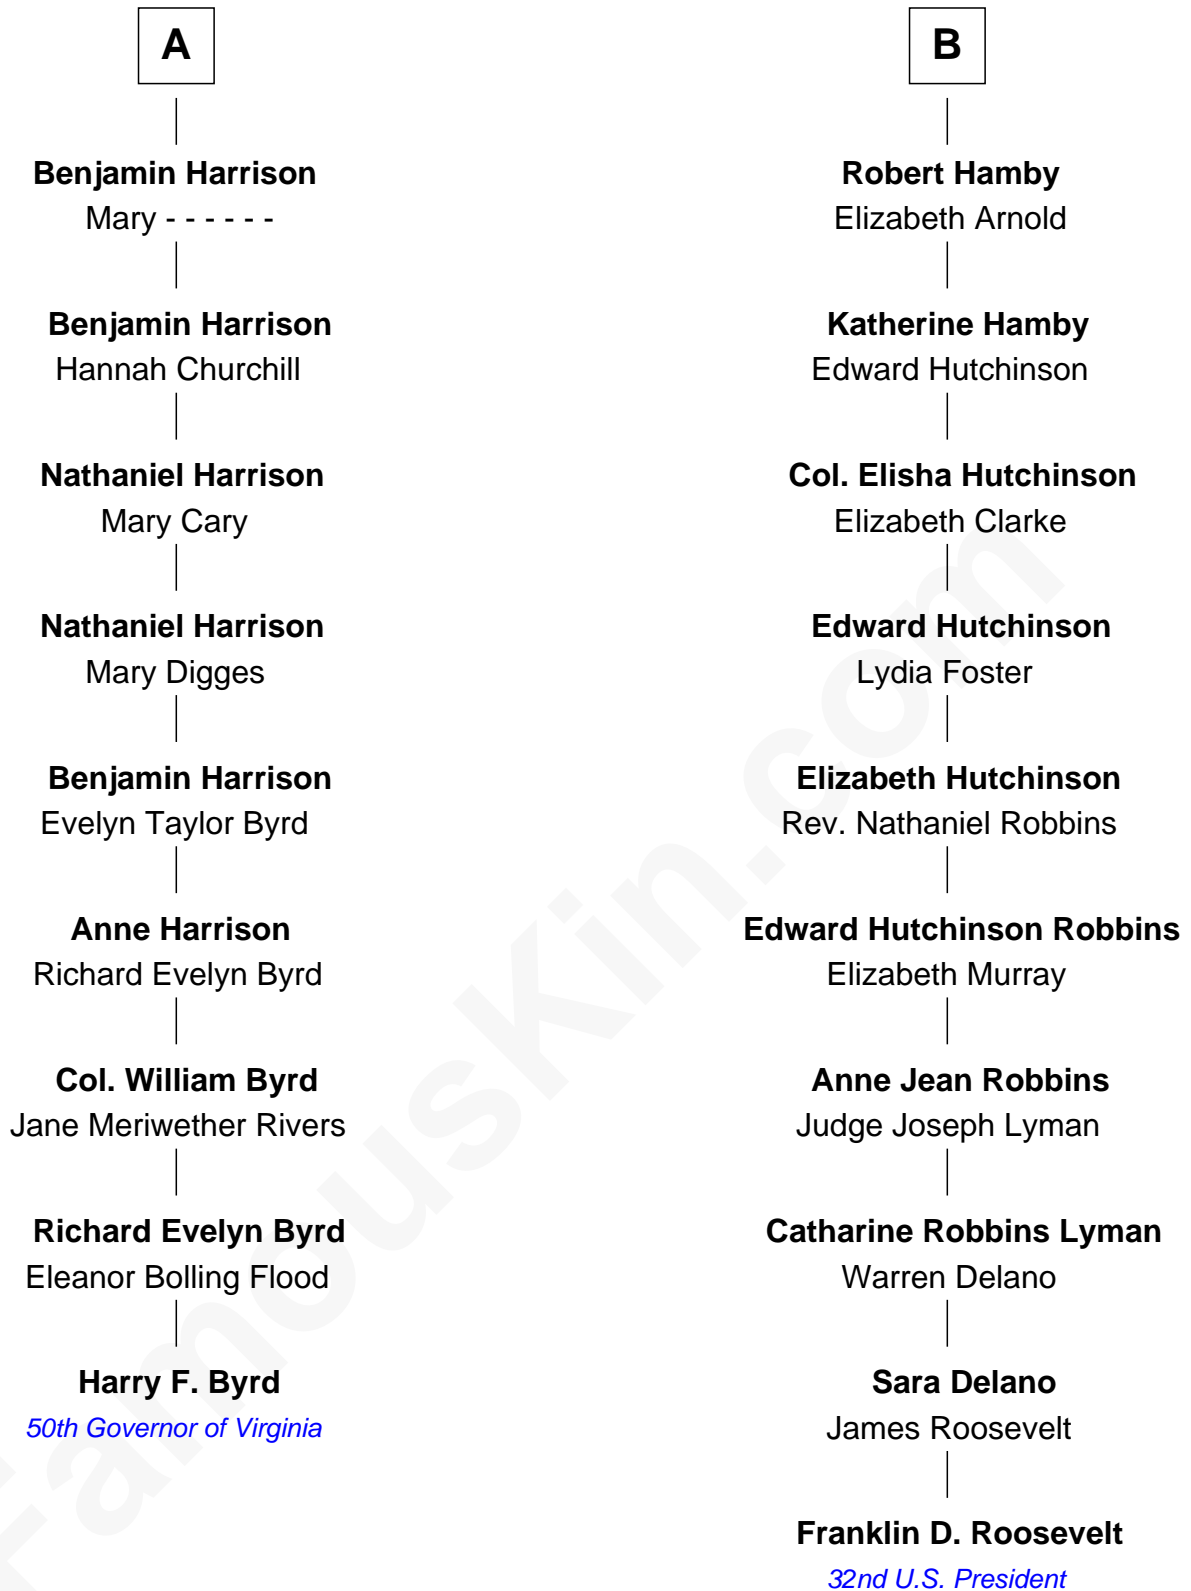 A
Benjamin Harrison
Mary - - - - - -
Benjamin Harrison
Hannah Churchill
Nathaniel Harrison
Mary Cary
Nathaniel Harrison
Mary Digges
Benjamin Harrison
Evelyn Taylor Byrd
Anne Harrison
Richard Evelyn Byrd
Col. William Byrd
Jane Meriwether Rivers
Richard Evelyn Byrd
Eleanor Bolling Flood
Harry F. Byrd
50th Governor of Virginia
B
Robert Hamby
Elizabeth Arnold
Katherine Hamby
Edward Hutchinson
Col. Elisha Hutchinson
Elizabeth Clarke
Edward Hutchinson
Lydia Foster
Elizabeth Hutchinson
Rev. Nathaniel Robbins
Edward Hutchinson Robbins
Elizabeth Murray
Anne Jean Robbins
Judge Joseph Lyman
Catharine Robbins Lyman
Warren Delano
Sara Delano
James Roosevelt
Franklin D. Roosevelt
32nd U.S. President
FamousKin.com